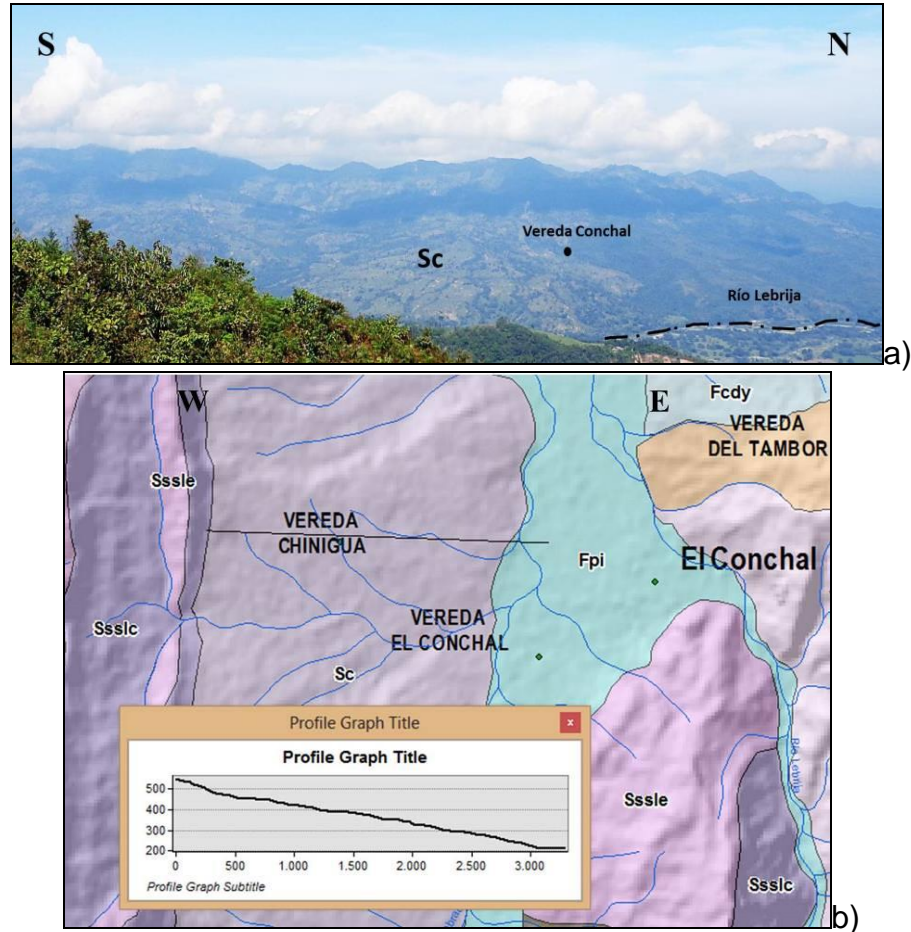 S
N
Vereda Conchal
Sc
Río Lebrija
a)
W
E
Fcdy
VEREDA
DEL TAMBOR
Sssle
VEREDA
CHINIGUA
Fpi
El Conchal
Ssslc
VEREDA
EL CONCHAL
Sc
Profile Graph Title
x
Profile Graph Title
500
400
300
200
0
500
1.000
1.500
2.000
2.500
3.000
Profile Graph Subtitle
Sssle
Río Lebrija
Ssslc
b)